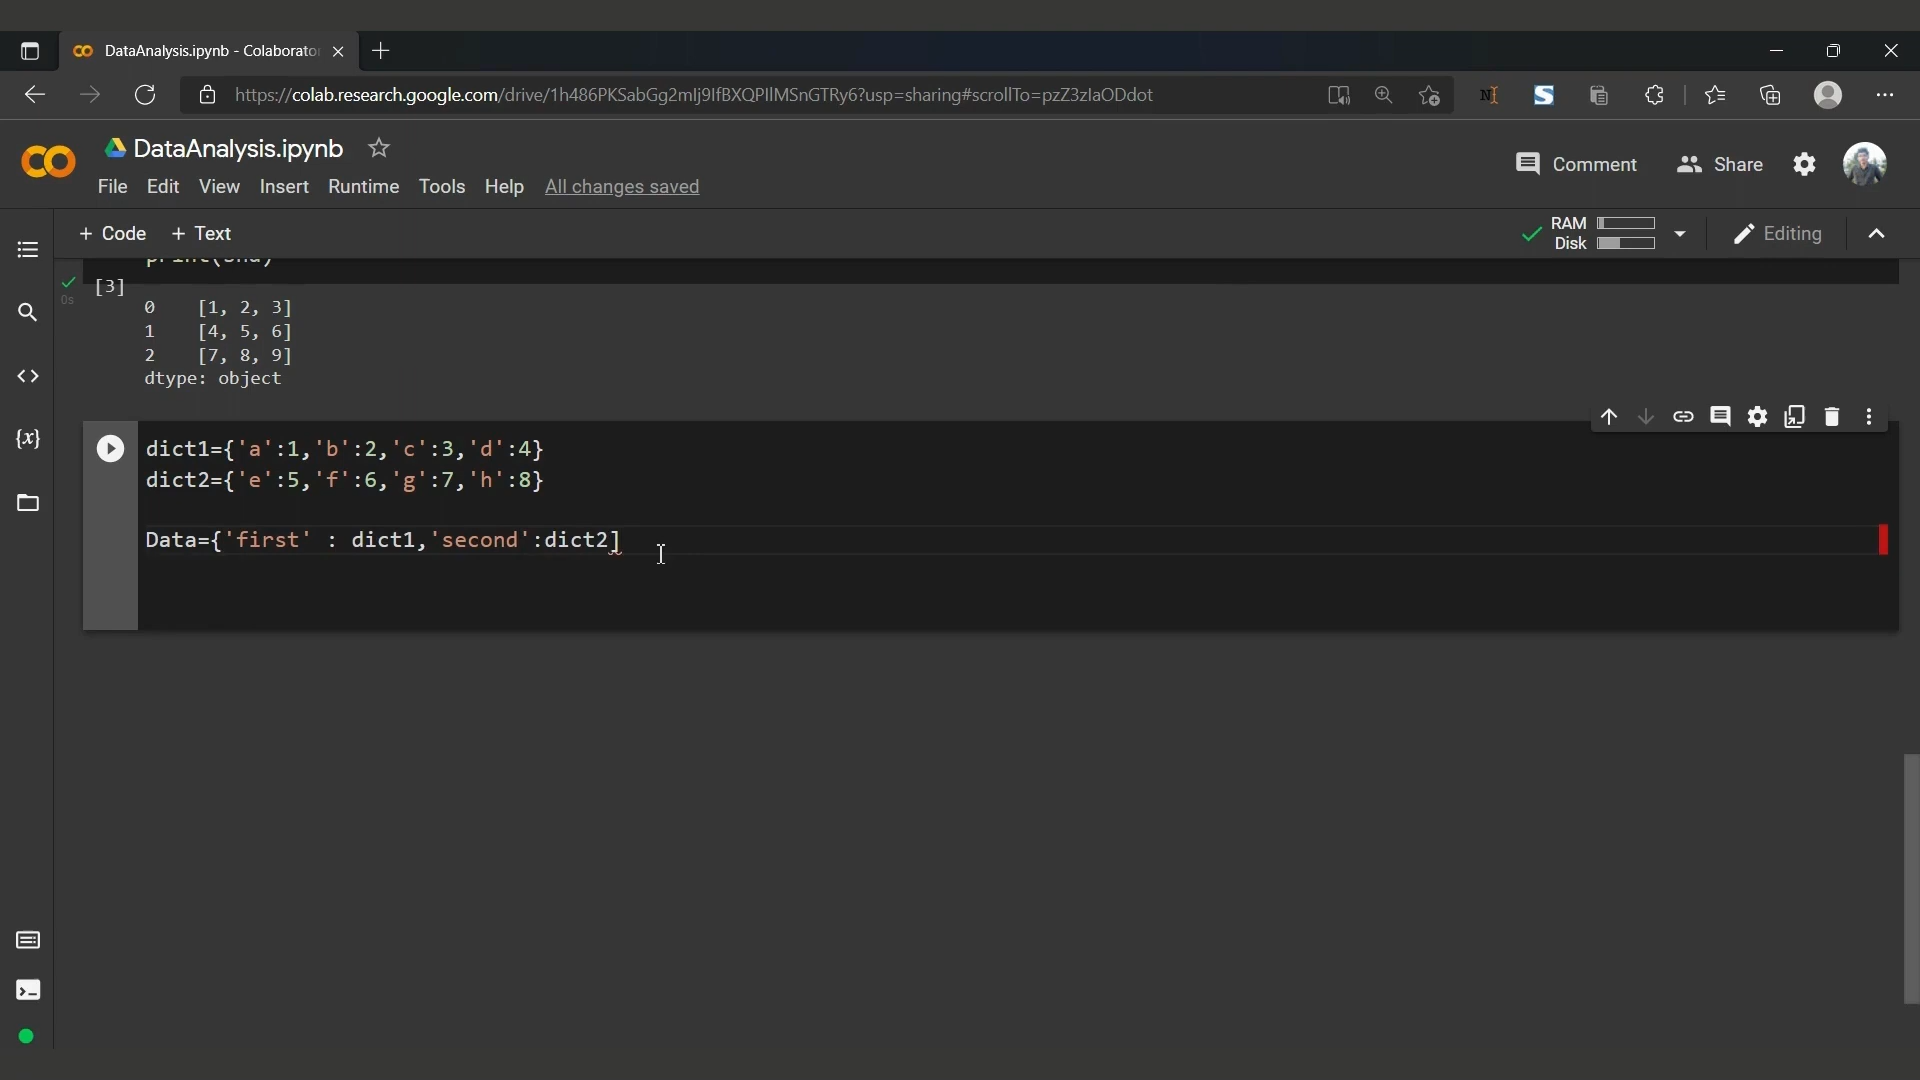 DataAnalysis.ipynb - Colaborato
https://colab.research.google.com/drive/1h486PKSabGg2mlj9IfBXQPIlMSnGTRy6?usp=sharing#scrollTo=pzZ3zlaODdot
DataAnalysis.ipynb
Comment
Share
File Edit View Insert Runtime Tools Help All changes saved
+ Code + Text
RAM
Disk
Editing
[3]
0s
0 [1, 2, 3]
1 [4, 5, 6]
2 [7, 8, 9]
dtype: object
dict1={'a':1,'b':2,'c':3,'d':4}
dict2={'e':5,'f':6,'g':7,'h':8}
Data={'first' : dict1,'second':dict2]